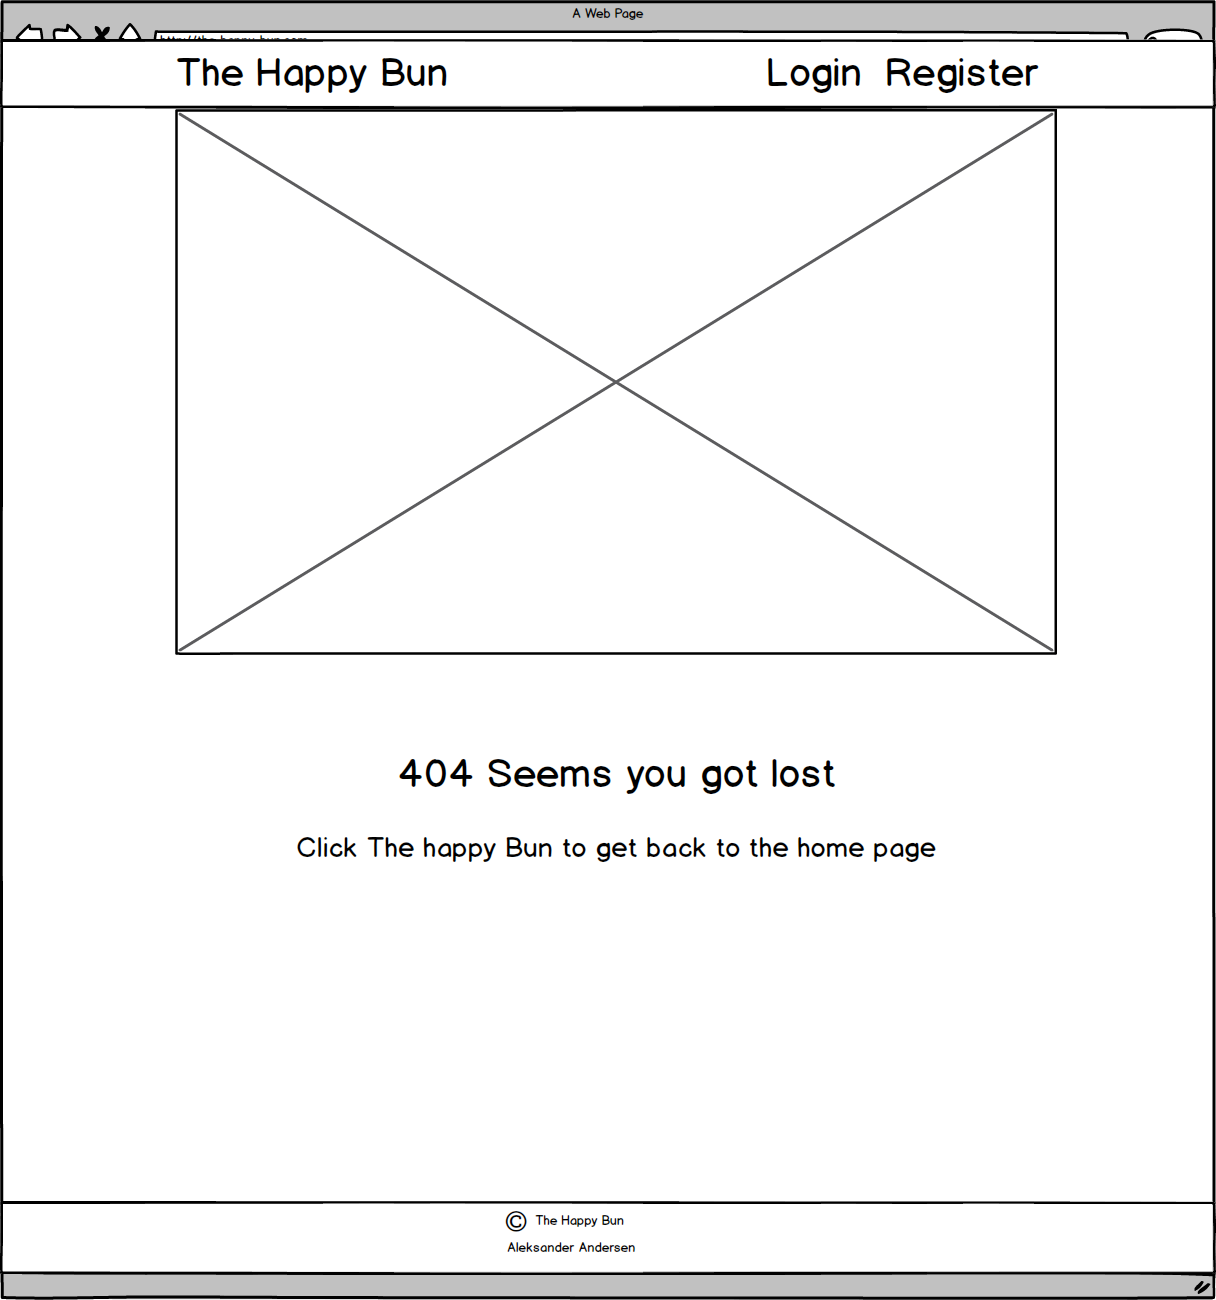 A Web Page
The Happy Bun Login Register
404 Seems you got lost
Click The happy Bun to get back to the home page
© The Happy Bun
Aleksander Andersen